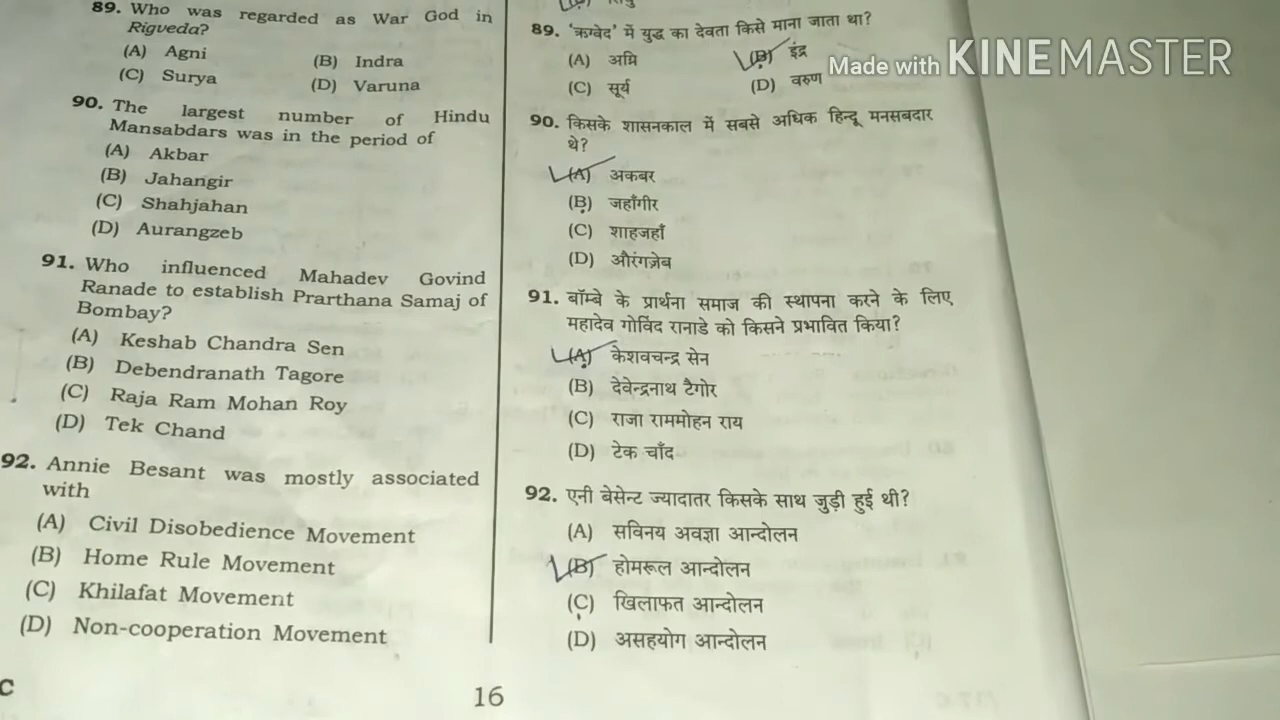 89. Who was regarded as War God in
Rigveda?
(A) Agni
(B) Indra
(C) Surya
(D) Varuna
90. The largest number of Hindu
Mansabdars was in the period of
(A) Akbar
(B) Jahangir
(C) Shahjahan
(D) Aurangzeb
91. Who influenced Mahadev Govind
Ranade to establish Prarthana Samaj of
Bombay?
(A) Keshab Chandra Sen
(B) Debendranath Tagore
(C) Raja Ram Mohan Roy
(D) Tek Chand
92. Annie Besant was mostly associated
with
(A) Civil Disobedience Movement
(B) Home Rule Movement
(C) Khilafat Movement
(D) Non-cooperation Movement
89. ‘ऋग्वेद’ में युद्ध का देवता किसे माना जाता था?
(A) अग्नि
(B) इंद्र
(C) सूर्य
(D) वरुण
90. किसके शासनकाल में सबसे अधिक हिन्दू मनसबदार
थे?
(A) अकबर
(B) जहाँगीर
(C) शाहजहाँ
(D) औरंगज़ेब
91. बॉम्बे के प्रार्थना समाज की स्थापना करने के लिए
महादेव गोविंद रानाडे को किसने प्रभावित किया?
(A) केशवचन्द्र सेन
(B) देवेन्द्रनाथ टैगोर
(C) राजा राममोहन राय
(D) टेक चाँद
92. एनी बेसेन्ट ज्यादातर किसके साथ जुड़ी हुई थी?
(A) सविनय अवज्ञा आन्दोलन
(B) होमरूल आन्दोलन
(C) खिलाफत आन्दोलन
(D) असहयोग आन्दोलन
C
16
Made with KINEMASTER